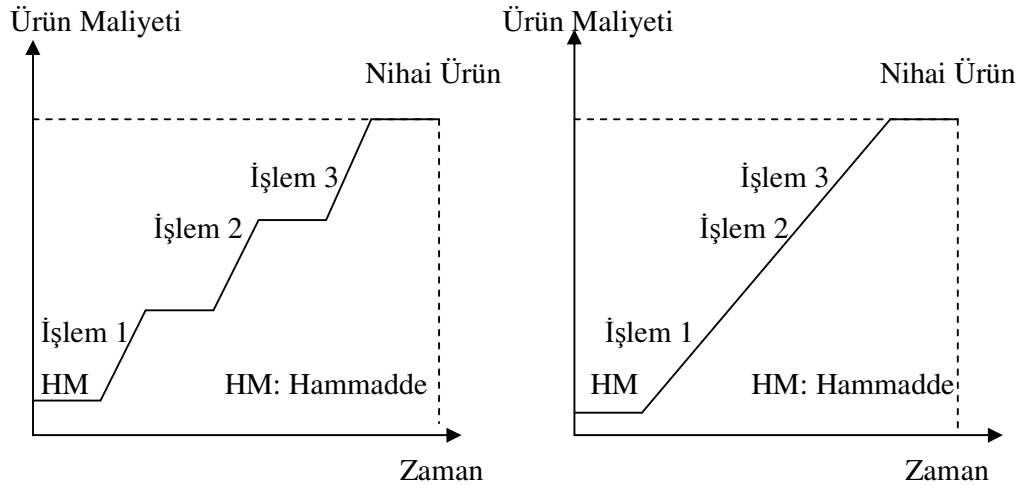 Ürün Maliyeti
Nihai Ürün
İşlem 3
İşlem 2
İşlem 1
HM
HM: Hammadde
Zaman
Ürün Maliyeti
Nihai Ürün
İşlem 3
İşlem 2
İşlem 1
HM
HM: Hammadde
Zaman